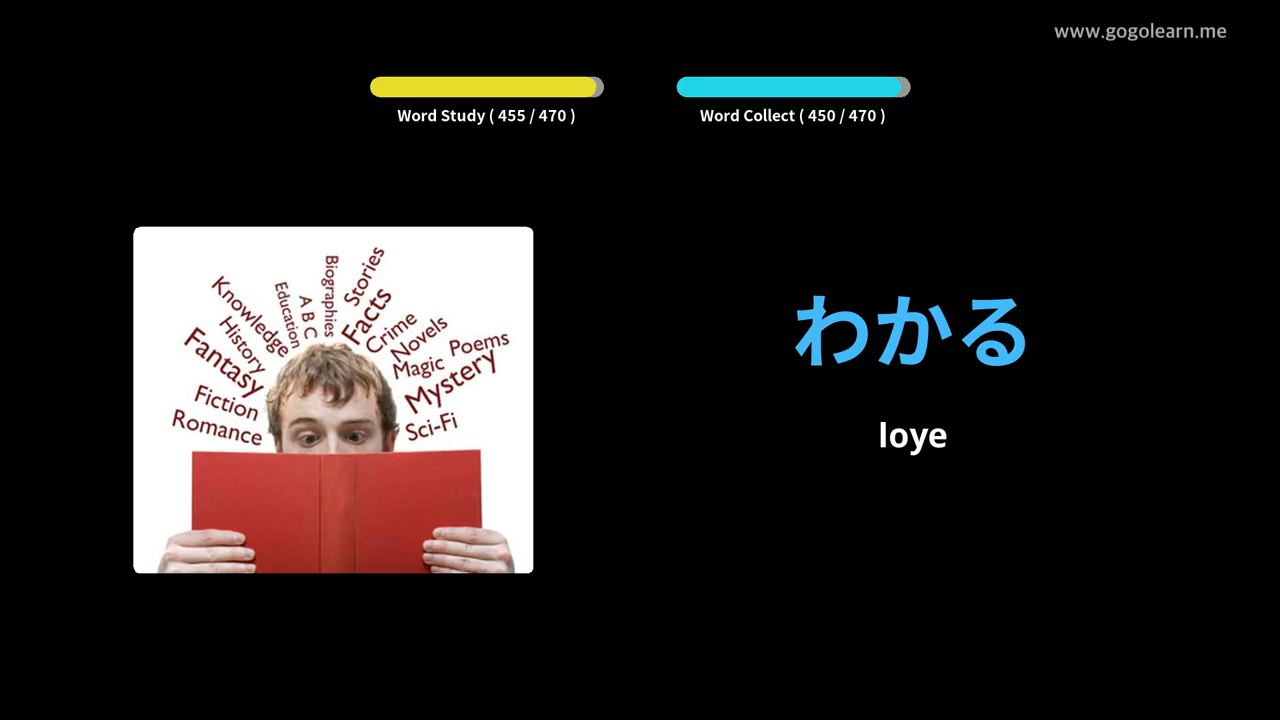 www.gogolearn.me
Word Study ( 455 / 470 )
Word Collect ( 450 / 470 )
Biographies
Stories
Knowledge
Education
A B C
Facts
History
Crime
Novels
Fantasy
Magic
Poems
Mystery
Fiction
Romance
Sci-Fi
わかる
loye